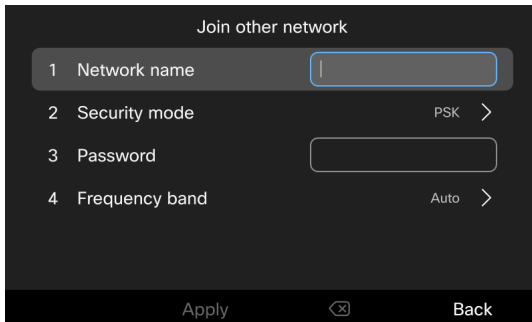 Join other network
1 Network name
2 Security mode PSK
3 Password
4 Frequency band Auto
Apply Back